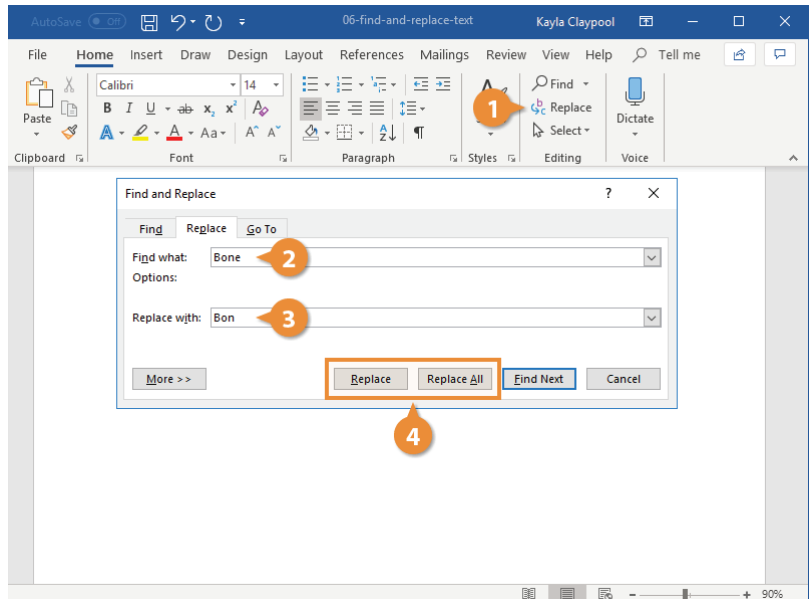 AutoSave Off 06-find-and-replace-text Kayla Claypool
File Home Insert Draw Design Layout References Mailings Review View Help Tell me
Calibri 14 Find
Paste B I U ab x₂ x² A 1 Replace Dictate
A A Aa A A Select
Clipboard Font Paragraph Styles Editing Voice
Find and Replace ?
Find Replace Go To
Find what: Bone 2
Options:
Replace with: Bon 3
More >> Replace Replace All Find Next Cancel
4
90%